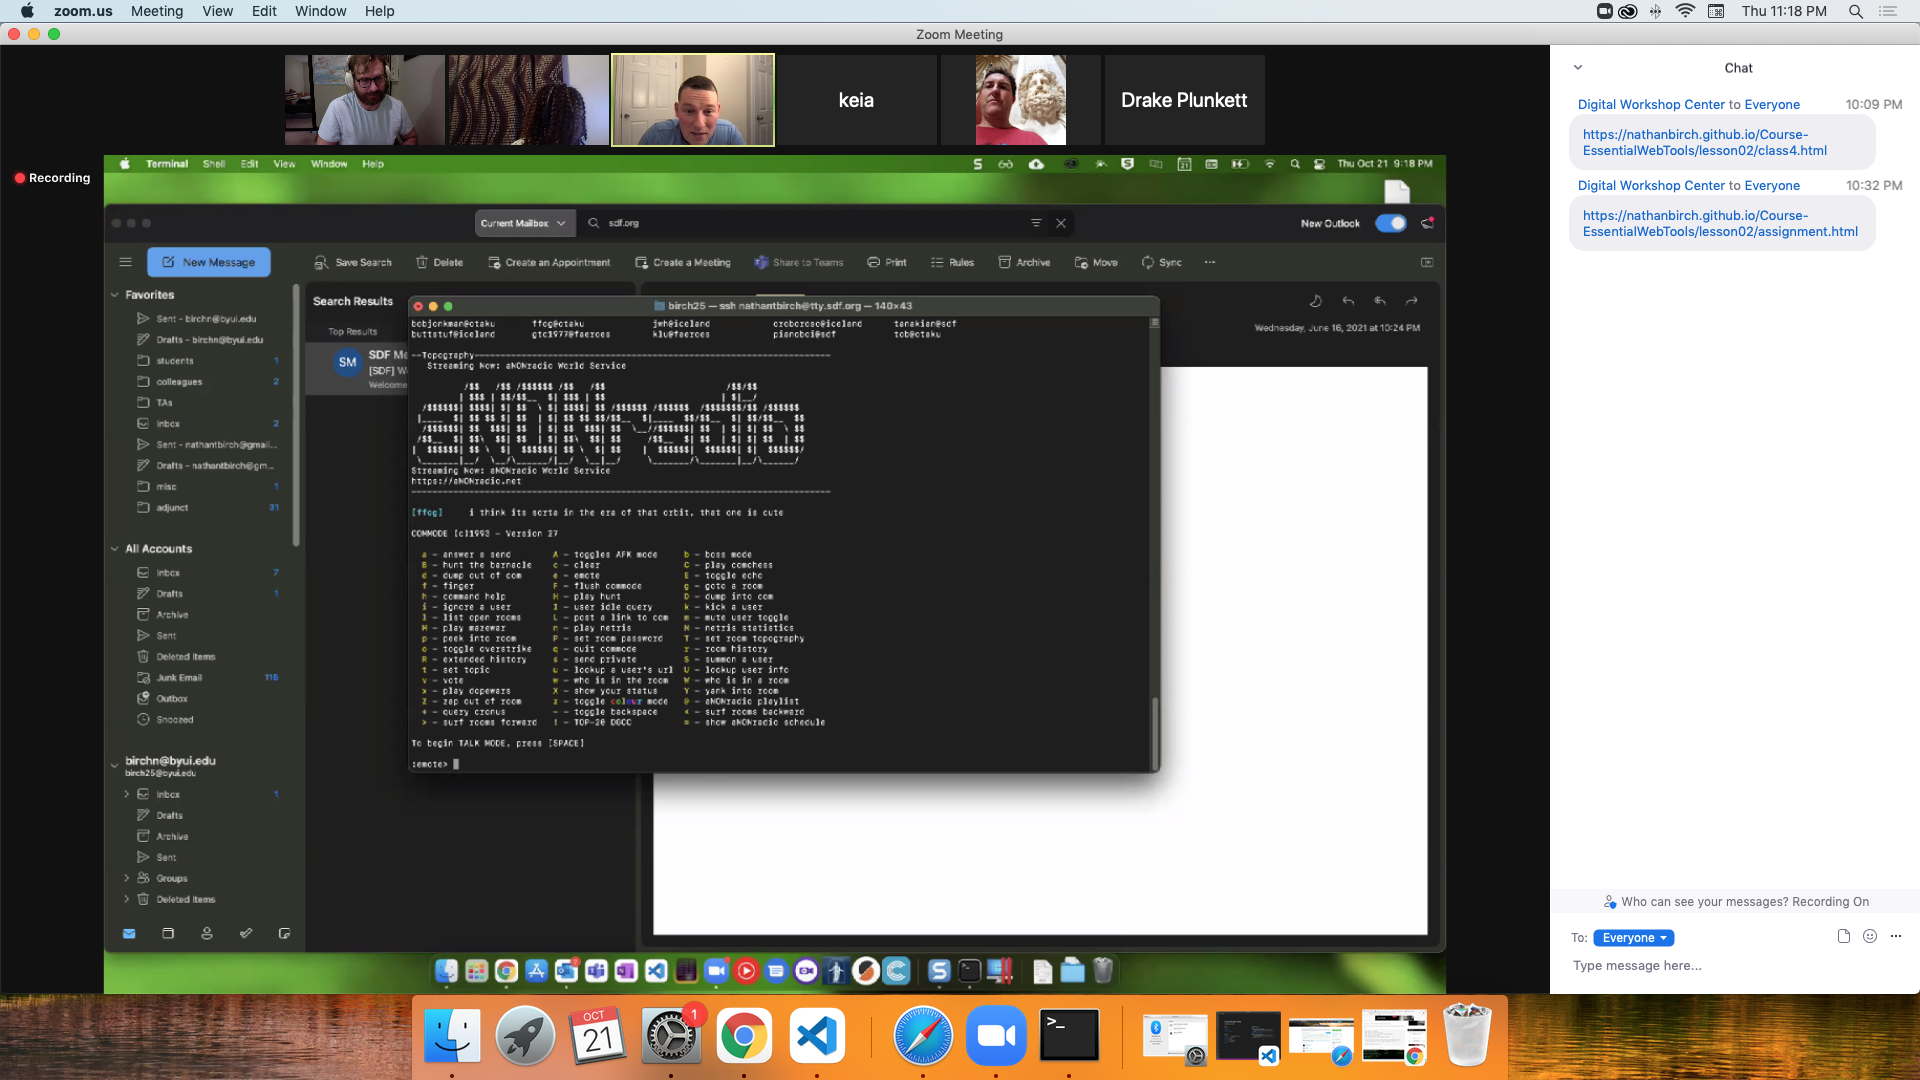 zoom.us Meeting View Edit Window Help
Thu 11:18 PM
Zoom Meeting
keia
Drake Plunkett
Recording
Terminal Shell Edit View Window Help
Thu Oct 21 9:18 PM
Current Mailbox sdf.org
New Outlook
New Message
Save Search Delete Create an Appointment Create a Meeting Share to Teams Print Rules Archive Move Sync
Favorites
Sent - birchn@byui.edu
Drafts - birchn@byui.edu
students 1
colleagues 2
TAs
Inbox 2
Sent - nathantbirch@gmail...
Drafts - nathantbirch@gm...
misc 1
adjunct 31
All Accounts
Inbox 7
Drafts 1
Archive
Sent
Deleted Items
Junk Email 116
Outbox
Snoozed
birchn@byui.edu
birch25@byui.edu
Inbox 1
Drafts
Archive
Sent
Groups
Deleted Items
Search Results
Top Results
SM
SDF Me
[SDF] W
Welcome
Wednesday, June 16, 2021 at 10:24 PM
birch25 — ssh nathantbirch@tty.sdf.org — 140×43
bobjonkman@otaku ffog@otaku jwh@iceland oroborosc@iceland tanakian@sdf
buttstuf@iceland gtc1977@faeroes klu@faeroes pianoboi@sdf tob@otaku
--Topography
Streaming Now: aNONradio World Service
Streaming Now: aNONradio World Service
https://aNONradio.net
[ffog] i think its sorta in the era of that orbit, that one is cute
COMMODE [c]1993 - Version 27
a - answer a send A - toggles AFK mode b - boss mode
B - hunt the barnacle c - clear C - play comchess
d - dump out of com e - emote E - toggle echo
f - finger F - flush commode g - goto a room
h - command help H - play hunt D - dump into com
i - ignore a user I - user idle query k - kick a user
l - list open rooms L - post a link to com m - mute user toggle
M - play mazewar n - play netris N - netris statistics
p - peek into room P - set room password T - set room topography
o - toggle overstrike q - quit commode r - room history
R - extended history s - send private S - summon a user
t - set topic u - lookup a user's url U - lookup user info
v - vote w - who is in the room W - who is in a room
x - play dopewars X - show your status Y - yank into room
Z - zap out of room z - toggle colour mode @ - aNONradio playlist
+ - query cronus - - toggle backspace < - surf rooms backward
> - surf rooms forward ! - TOP-20 DGCC = - show aNONradio schedule
To begin TALK MODE, press [SPACE]
:emote>
Chat
Digital Workshop Center to Everyone 10:09 PM
https://nathanbirch.github.io/Course-
EssentialWebTools/lesson02/class4.html
Digital Workshop Center to Everyone 10:32 PM
https://nathanbirch.github.io/Course-
EssentialWebTools/lesson02/assignment.html
Who can see your messages? Recording On
To: Everyone
Type message here...
OCT
21
1